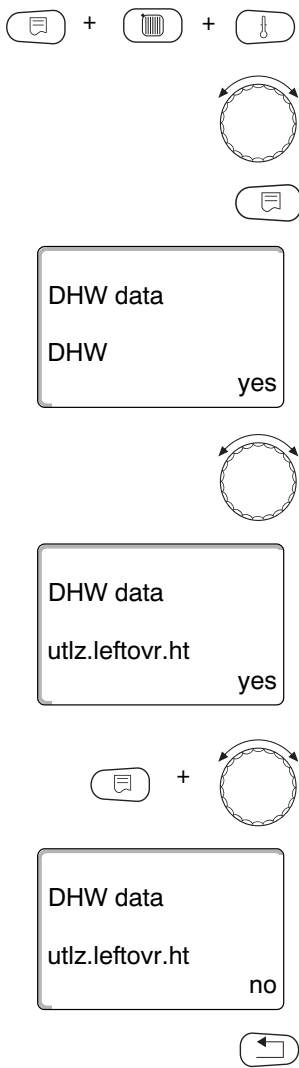 + +
DHW data
DHW
yes
DHW data
utlz.leftovr.ht
yes
+
DHW data
utlz.leftovr.ht
no